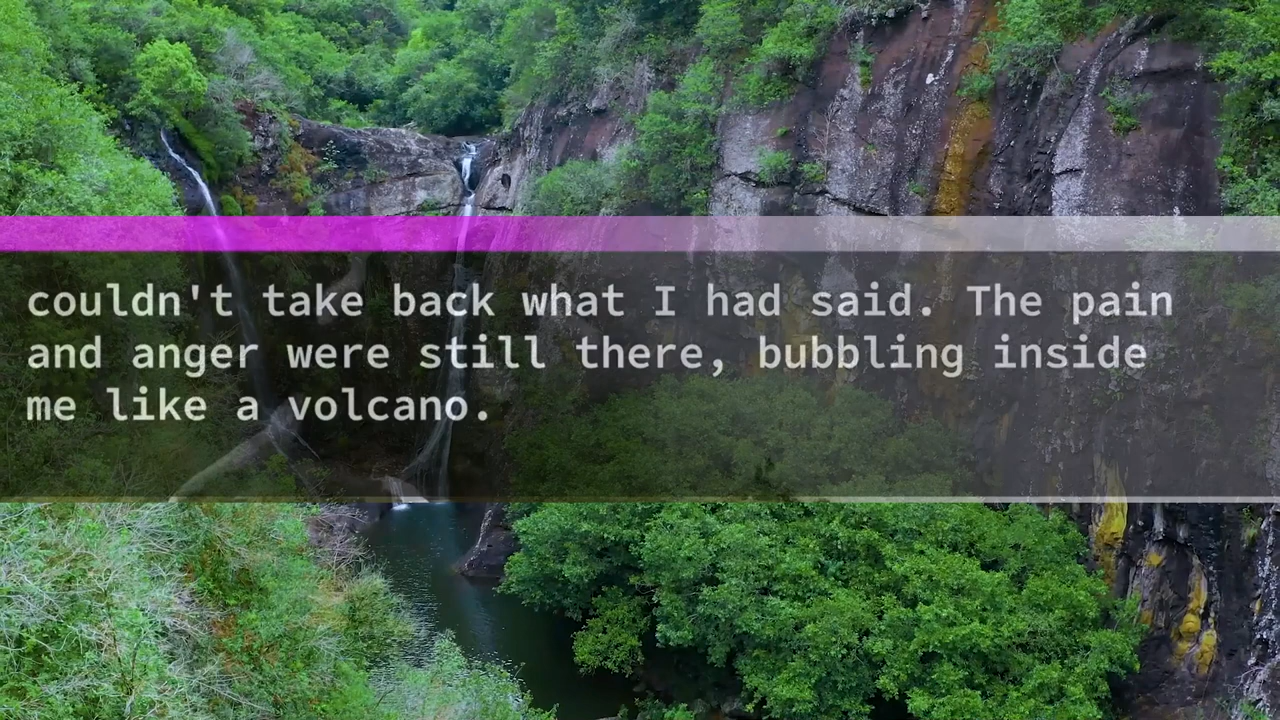 couldn't take back what I had said. The pain
and anger were still there, bubbling inside
me like a volcano.